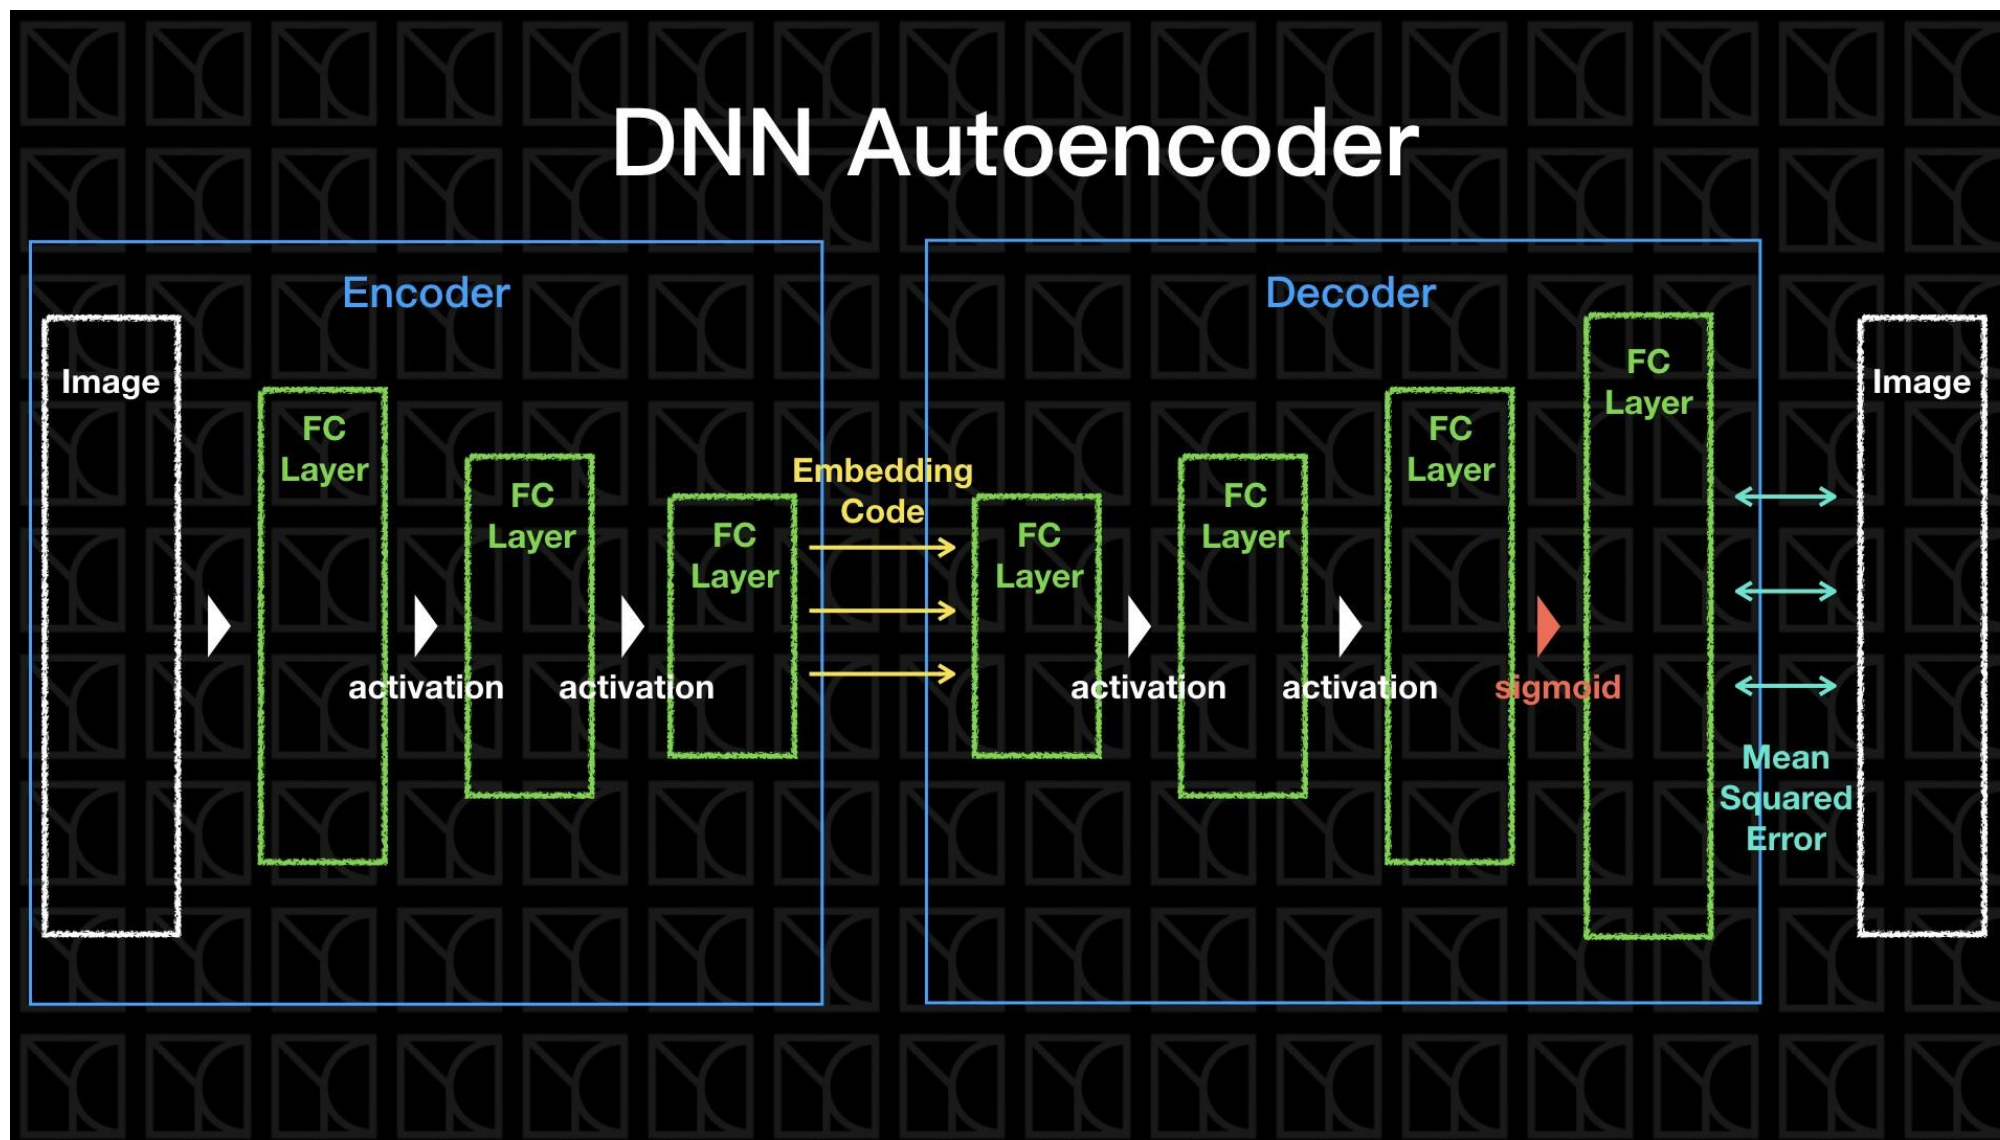 DNN Autoencoder
Encoder
Image
FC
Layer
activation
FC
Layer
activation
FC
Layer
Embedding
Code
Decoder
FC
Layer
activation
FC
Layer
activation
FC
Layer
sigmoid
FC
Layer
Mean
Squared
Error
Image